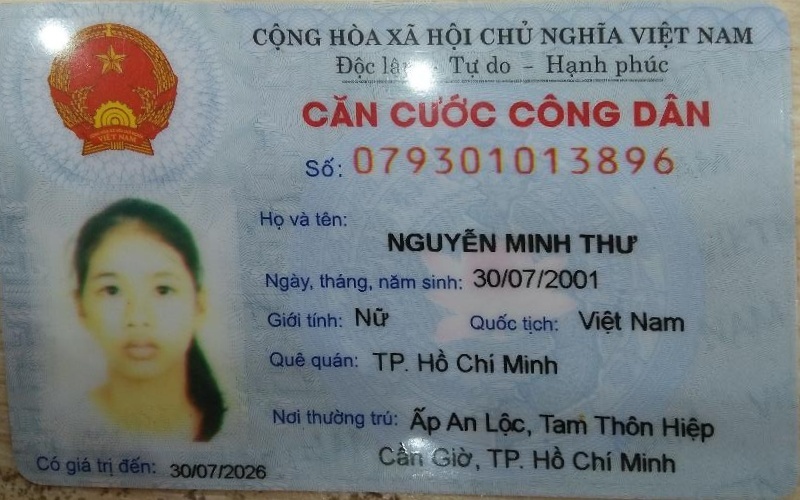 CỘNG HÒA XÃ HỘI CHỦ NGHĨA VIỆT NAM
Độc lập - Tự do - Hạnh phúc
CĂN CƯỚC CÔNG DÂN
Số: 079301013896
Họ và tên:
NGUYỄN MINH THƯ
Ngày, tháng, năm sinh: 30/07/2001
Giới tính: Nữ Quốc tịch: Việt Nam
Quê quán: TP. Hồ Chí Minh
Nơi thường trú: Ấp An Lộc, Tam Thôn Hiệp
Cần Giờ, TP. Hồ Chí Minh
Có giá trị đến: 30/07/2026
VIỆT NAM